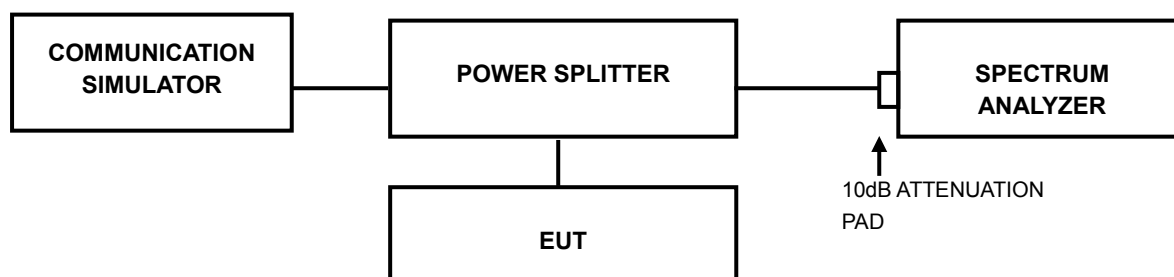 COMMUNICATION
SIMULATOR
POWER SPLITTER
SPECTRUM
ANALYZER
10dB ATTENUATION
PAD
EUT